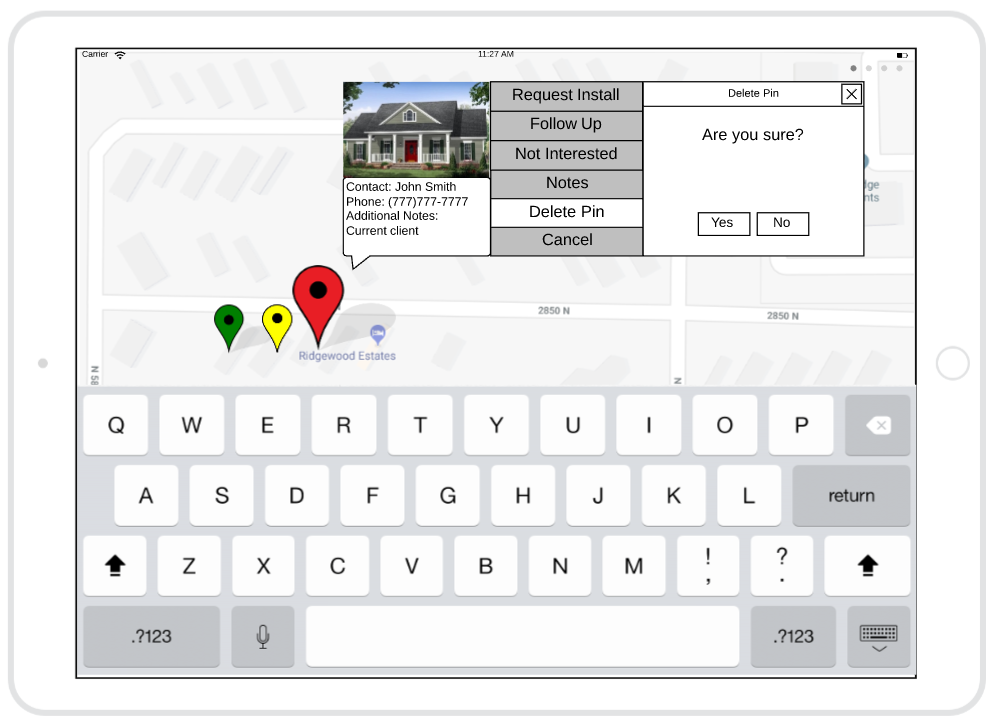 Carrier
11:27 AM
Contact: John Smith
Phone: (777)777-7777
Additional Notes:
Current client
Request Install
Follow Up
Not Interested
Notes
Delete Pin
Cancel
Delete Pin
Are you sure?
Yes No
dge
nts
2850 N
2850 N
Ridgewood Estates
N 58
N
Q W E R T Y U I O P
A S D F G H J K L return
Z X C V B N M ! , ? .
.?123 .?123